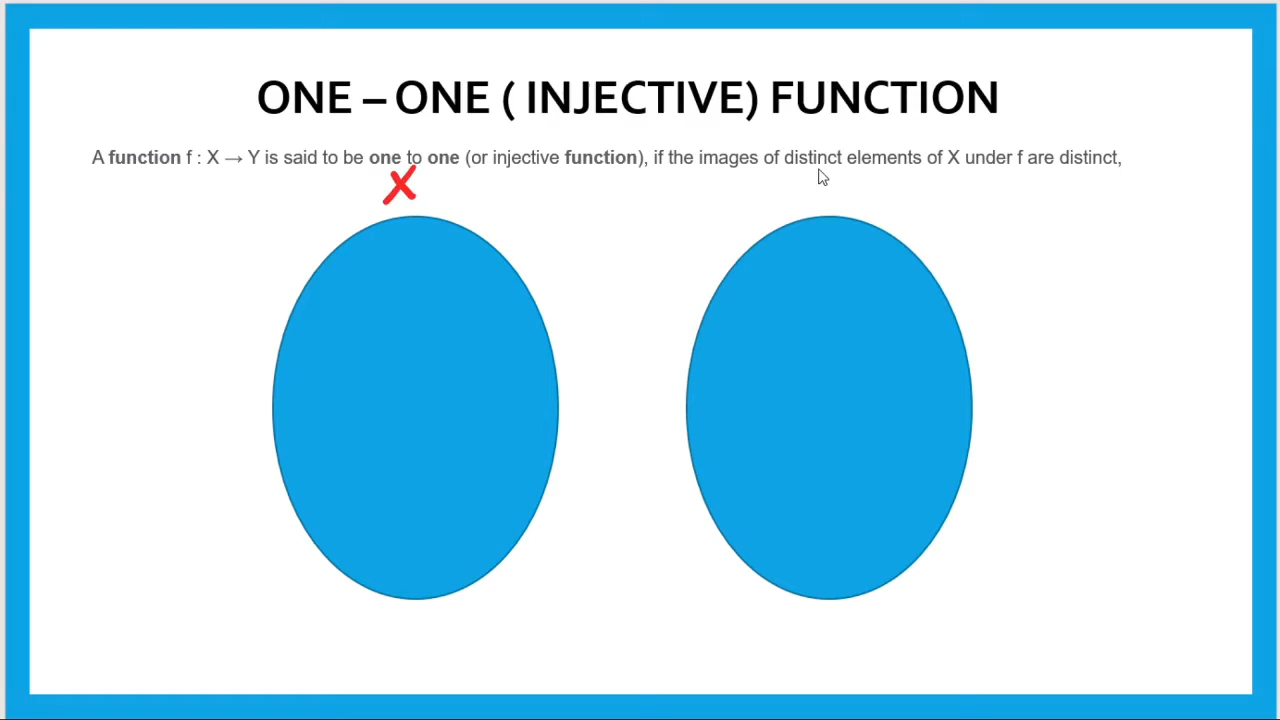 ONE – ONE ( INJECTIVE) FUNCTION
A function f : X → Y is said to be one to one (or injective function), if the images of distinct elements of X under f are distinct,
X